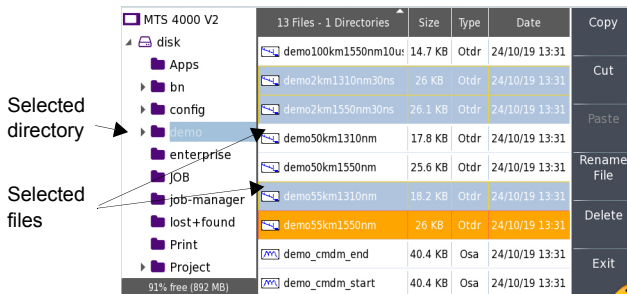 MTS 4000 V2
disk
Apps
bn
config
demo
enterprise
JOB
job-manager
lost+found
Print
Project
91% free (892 MB)
Selected
directory
Selected
files
13 Files - 1 Directories Size Type Date
demo100km1550nm10us 14.7 KB Otdr 24/10/19 13:31
demo2km1310nm30ns 26 KB Otdr 24/10/19 13:31
demo2km1550nm30ns 26.1 KB Otdr 24/10/19 13:31
demo50km1310nm 17.8 KB Otdr 24/10/19 13:31
demo50km1550nm 25.6 KB Otdr 24/10/19 13:31
demo55km1310nm 18.2 KB Otdr 24/10/19 13:31
demo55km1550nm 26 KB Otdr 24/10/19 13:31
demo_cmdm_end 40.4 KB Osa 24/10/19 13:31
demo_cmdm_start 40.4 KB Osa 24/10/19 13:31
Copy
Cut
Paste
Rename
File
Delete
Exit